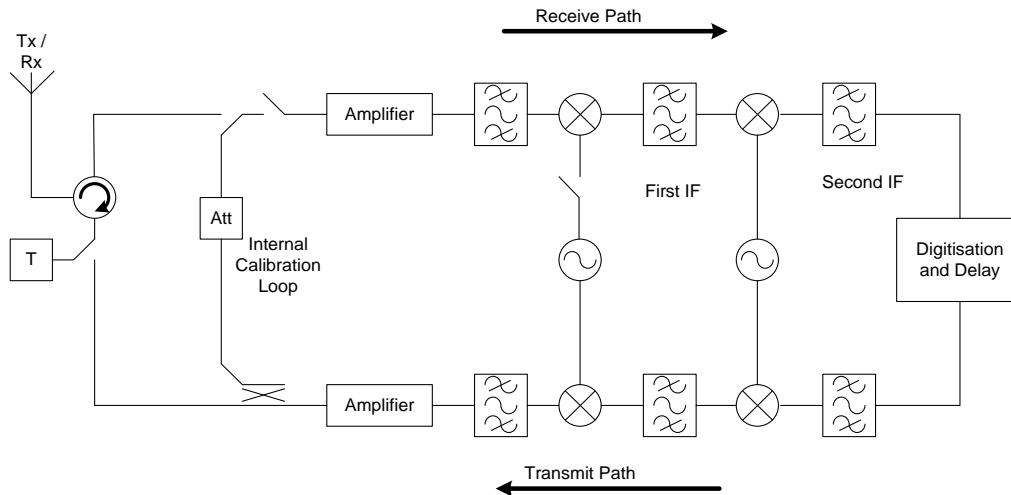 Receive Path
Tx /
Rx
Amplifier
First IF
Second IF
Att
T
Internal
Calibration
Loop
Digitisation
and Delay
Amplifier
Transmit Path